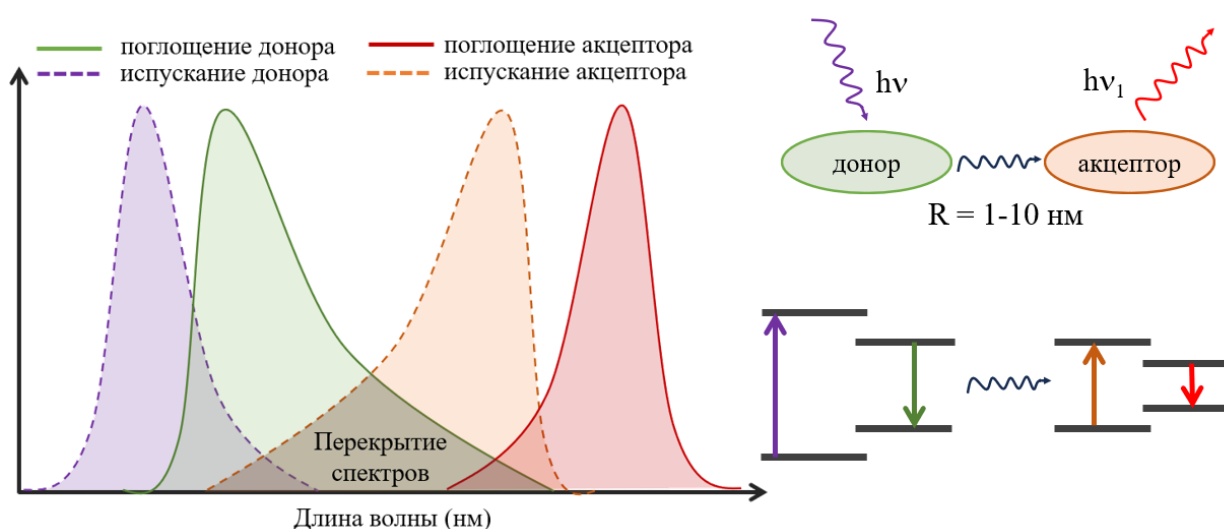 поглощение донора
испускание донора
поглощение акцептора
испускание акцептора
Перекрытие
спектров
Длина волны (нм)
hν
hν₁
донор
акцептор
R = 1-10 нм